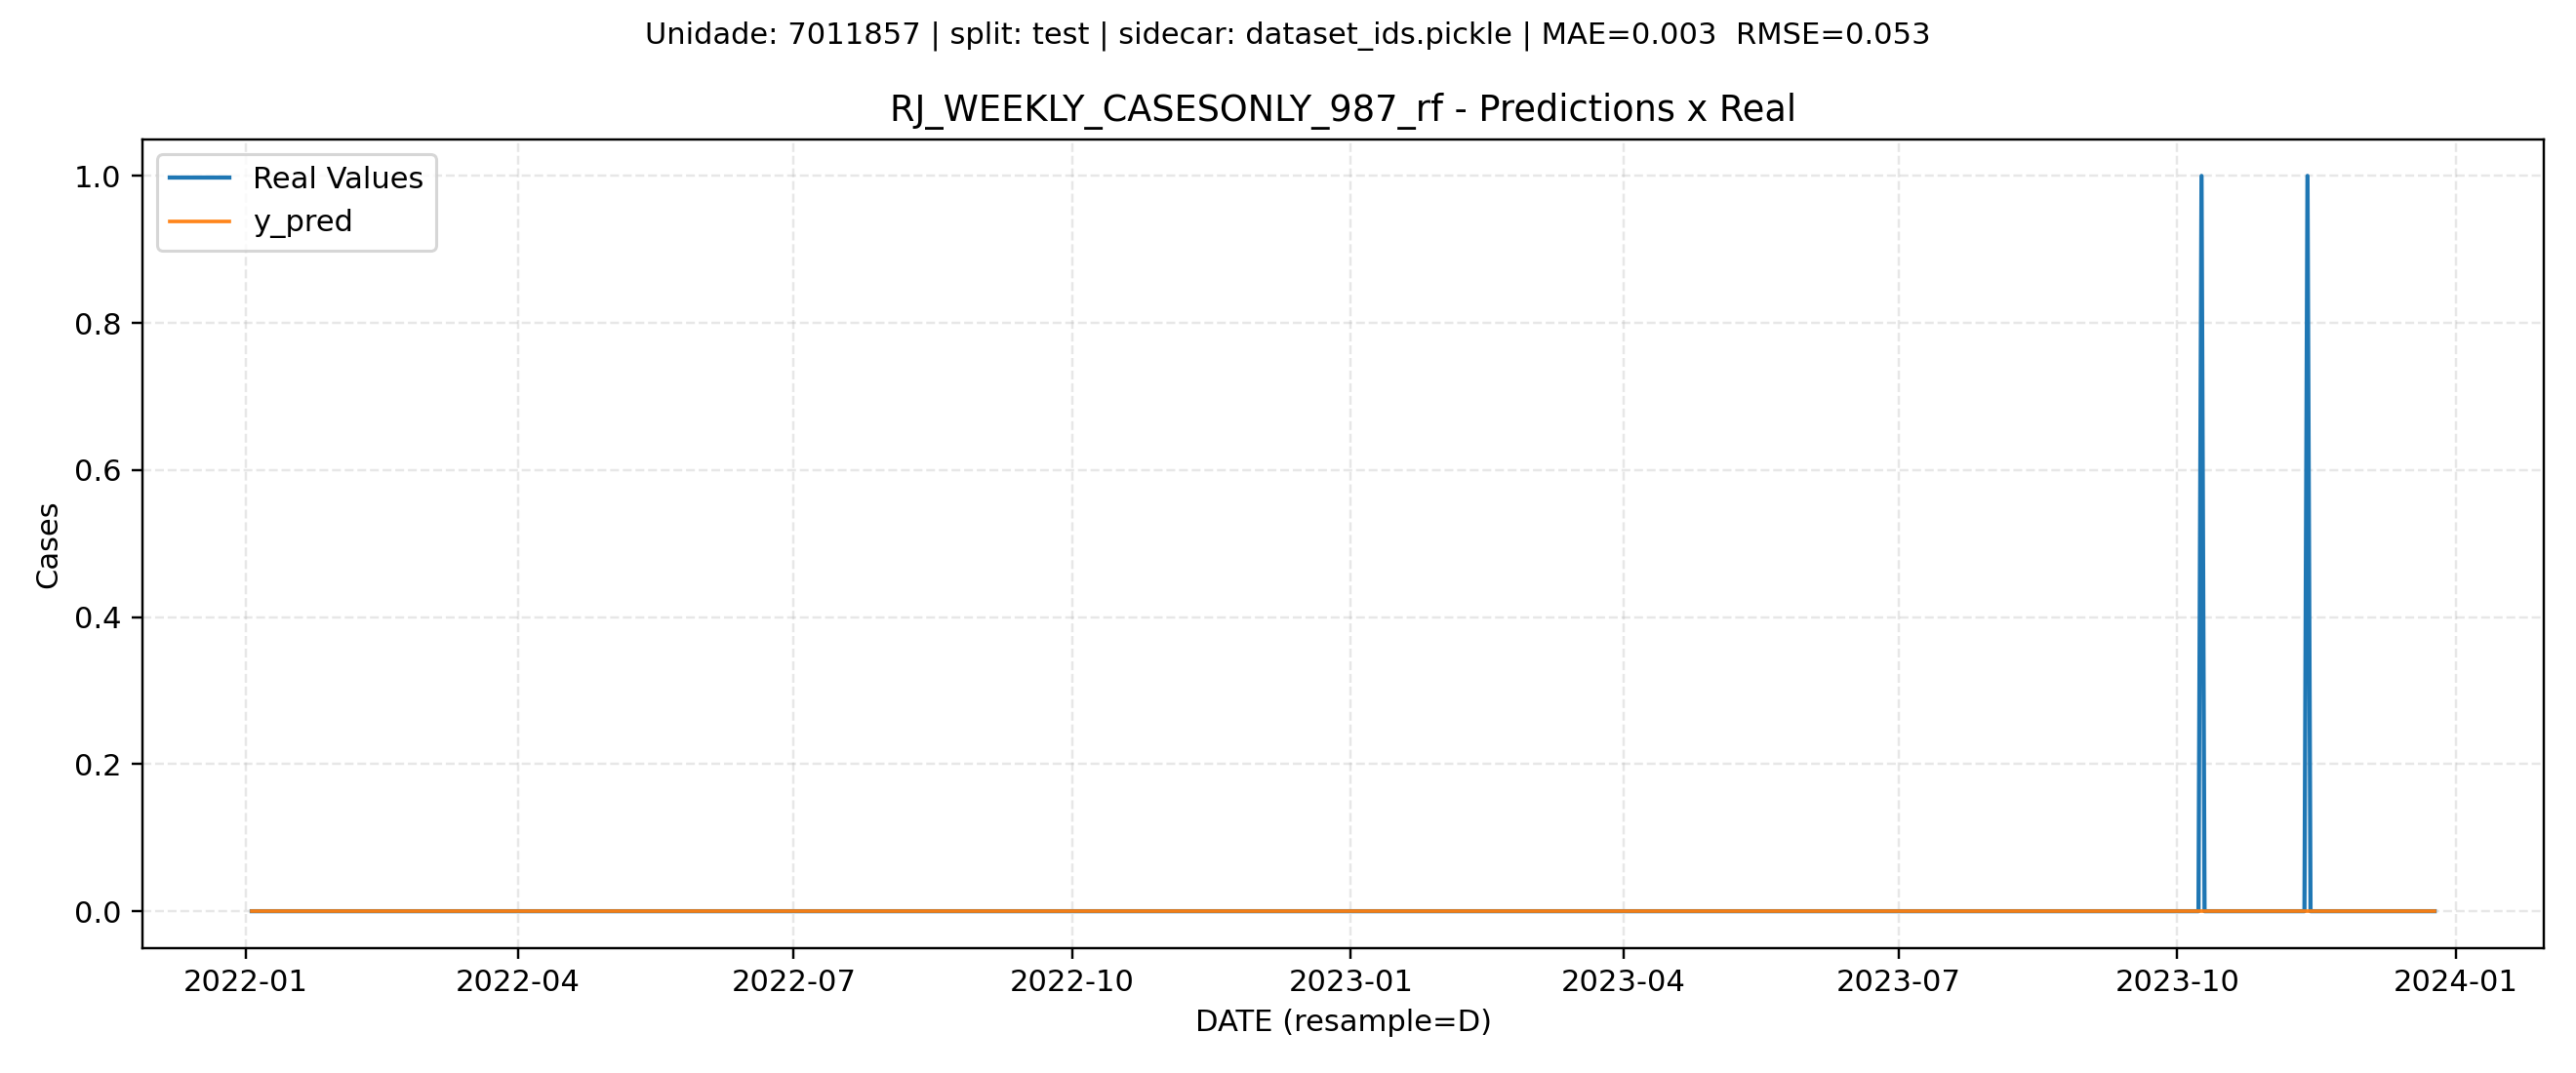 Unidade: 7011857 | split: test | sidecar: dataset_ids.pickle | MAE=0.003  RMSE=0.053
RJ_WEEKLY_CASESONLY_987_rf - Predictions x Real
Real Values
y_pred
1.0
0.8
0.6
0.4
0.2
0.0
Cases
2022-01 2022-04 2022-07 2022-10 2023-01 2023-04 2023-07 2023-10 2024-01
DATE (resample=D)